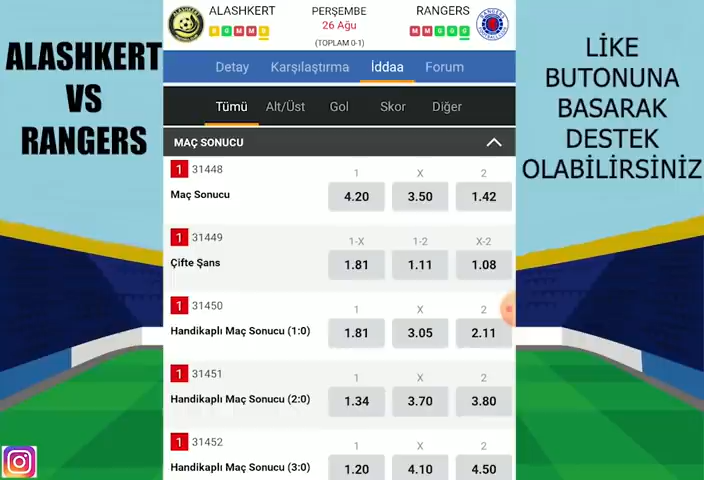 ALASHKERT
VS
RANGERS
ALASHKERT
B G M M B
PERŞEMBE
26 Ağu
(TOPLAM 0-1)
RANGERS
M M G G G
Detay Karşılaştırma İddaa Forum
Tümü Alt/Üst Gol Skor Diğer
MAÇ SONUCU
1 31448
Maç Sonucu
1 X 2
4.20 3.50 1.42
1 31449
Çifte Şans
1-X 1-2 X-2
1.81 1.11 1.08
1 31450
Handikaplı Maç Sonucu (1:0)
1 X 2
1.81 3.05 2.11
1 31451
Handikaplı Maç Sonucu (2:0)
1 X 2
1.34 3.70 3.80
1 31452
Handikaplı Maç Sonucu (3:0)
1 X 2
1.20 4.10 4.50
LİKE
BUTONUNA
BASARAK
DESTEK
OLABİLİRSİNİZ